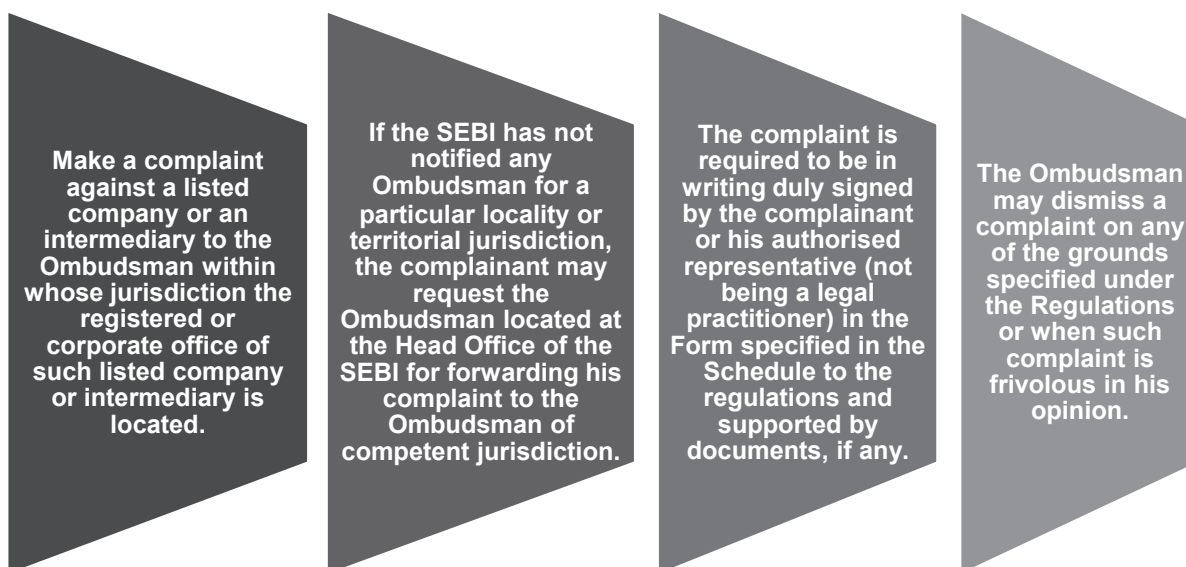 Make a complaint
against a listed
company or an
intermediary to the
Ombudsman within
whose jurisdiction the
registered or
corporate office of
such listed company
or intermediary is
located.
If the SEBI has not
notified any
Ombudsman for a
particular locality or
territorial jurisdiction,
the complainant may
request the
Ombudsman located at
the Head Office of the
SEBI for forwarding his
complaint to the
Ombudsman of
competent jurisdiction.
The complaint is
required to be in
writing duly signed
by the complainant
or his authorised
representative (not
being a legal
practitioner) in the
Form specified in the
Schedule to the
regulations and
supported by
documents, if any.
The Ombudsman
may dismiss a
complaint on any
of the grounds
specified under
the Regulations
or when such
complaint is
frivolous in his
opinion.